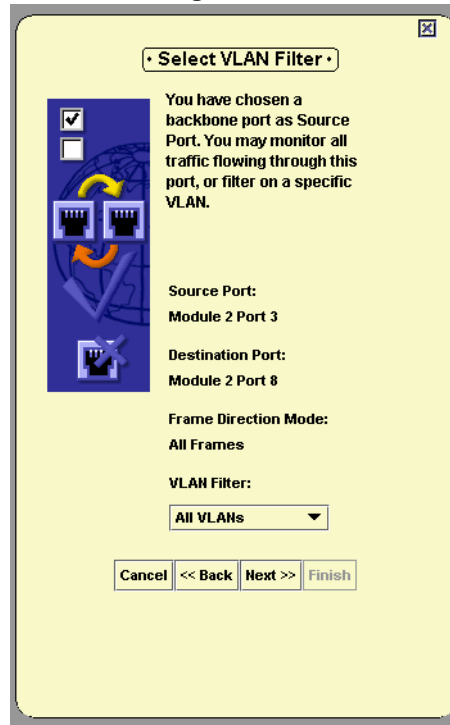 • Select VLAN Filter •
You have chosen a
backbone port as Source
Port. You may monitor all
traffic flowing through this
port, or filter on a specific
VLAN.
Source Port:
Module 2 Port 3
Destination Port:
Module 2 Port 8
Frame Direction Mode:
All Frames
VLAN Filter:
All VLANs
Cancel << Back Next >> Finish